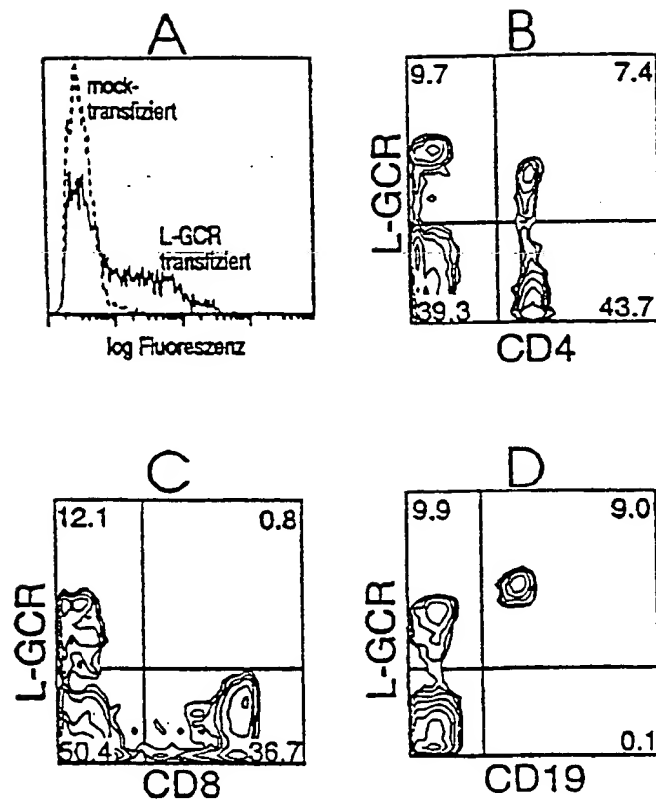 A
mock-
transfiziert
L-GCR
transfiziert
log Fluoreszenz
B
9.7
7.4
L-GCR
39.3
43.7
CD4
C
12.1
0.8
L-GCR
50.4
36.7
CD8
D
9.9
9.0
L-GCR
0.1
CD19